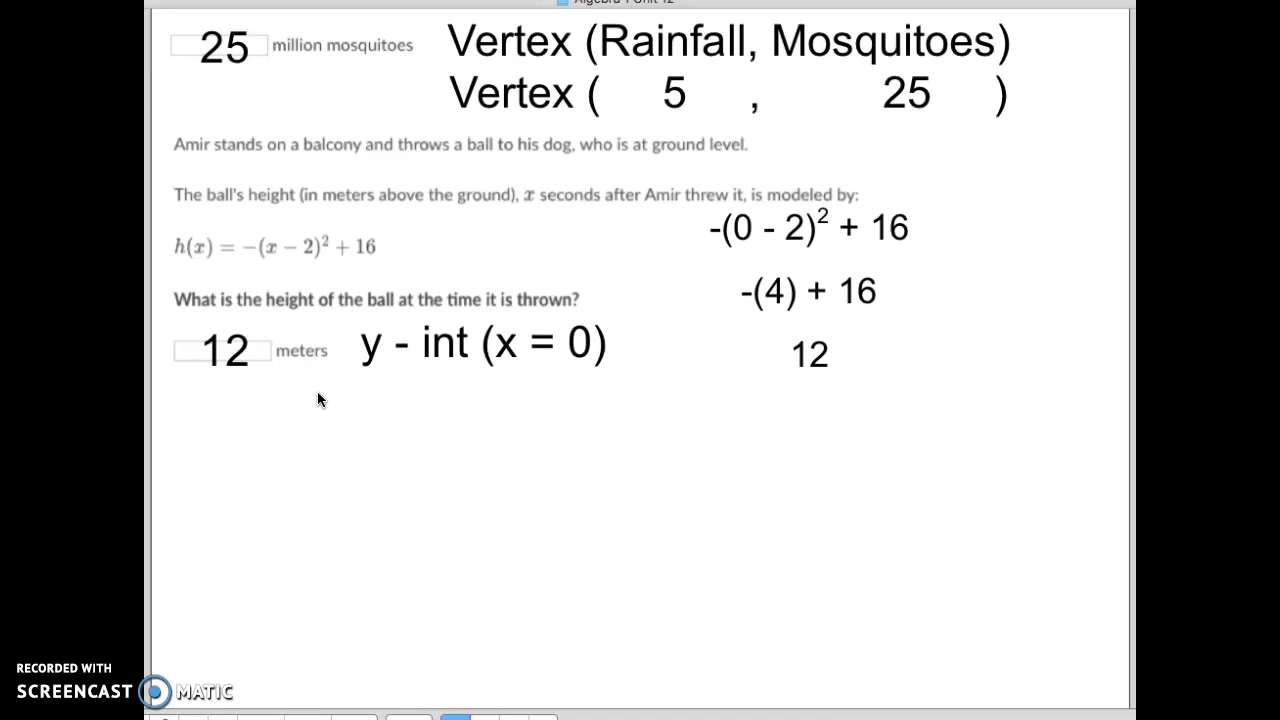 Algebra 1 Unit 12
25 million mosquitoes Vertex (Rainfall, Mosquitoes)
Vertex ( 5 , 25 )
Amir stands on a balcony and throws a ball to his dog, who is at ground level.
The ball's height (in meters above the ground), x seconds after Amir threw it, is modeled by:
-(0 - 2)² + 16
h(x) = −(x − 2)² + 16
-(4) + 16
What is the height of the ball at the time it is thrown?
12 meters y - int (x = 0) 12
RECORDED WITH
SCREENCAST MATIC